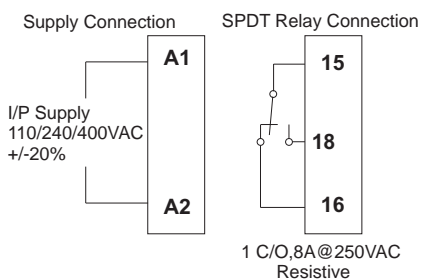 Supply Connection
SPDT Relay Connection
A1
15
I/P Supply
110/240/400VAC
+/-20%
18
A2
16
1 C/O,8A@250VAC
Resistive